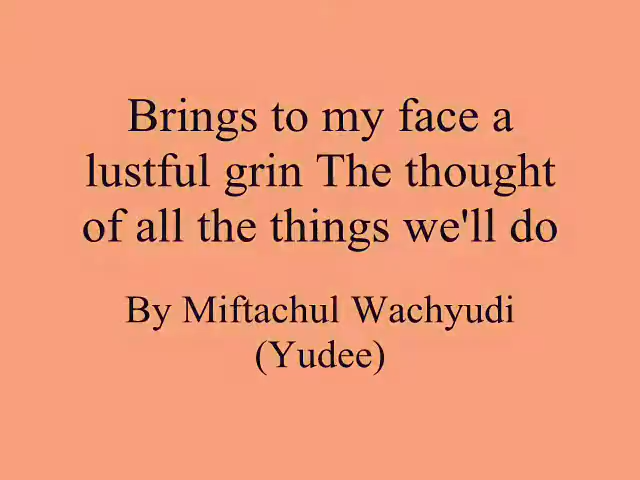 Brings to my face a
lustful grin The thought
of all the things we'll do
By Miftachul Wachyudi
(Yudee)